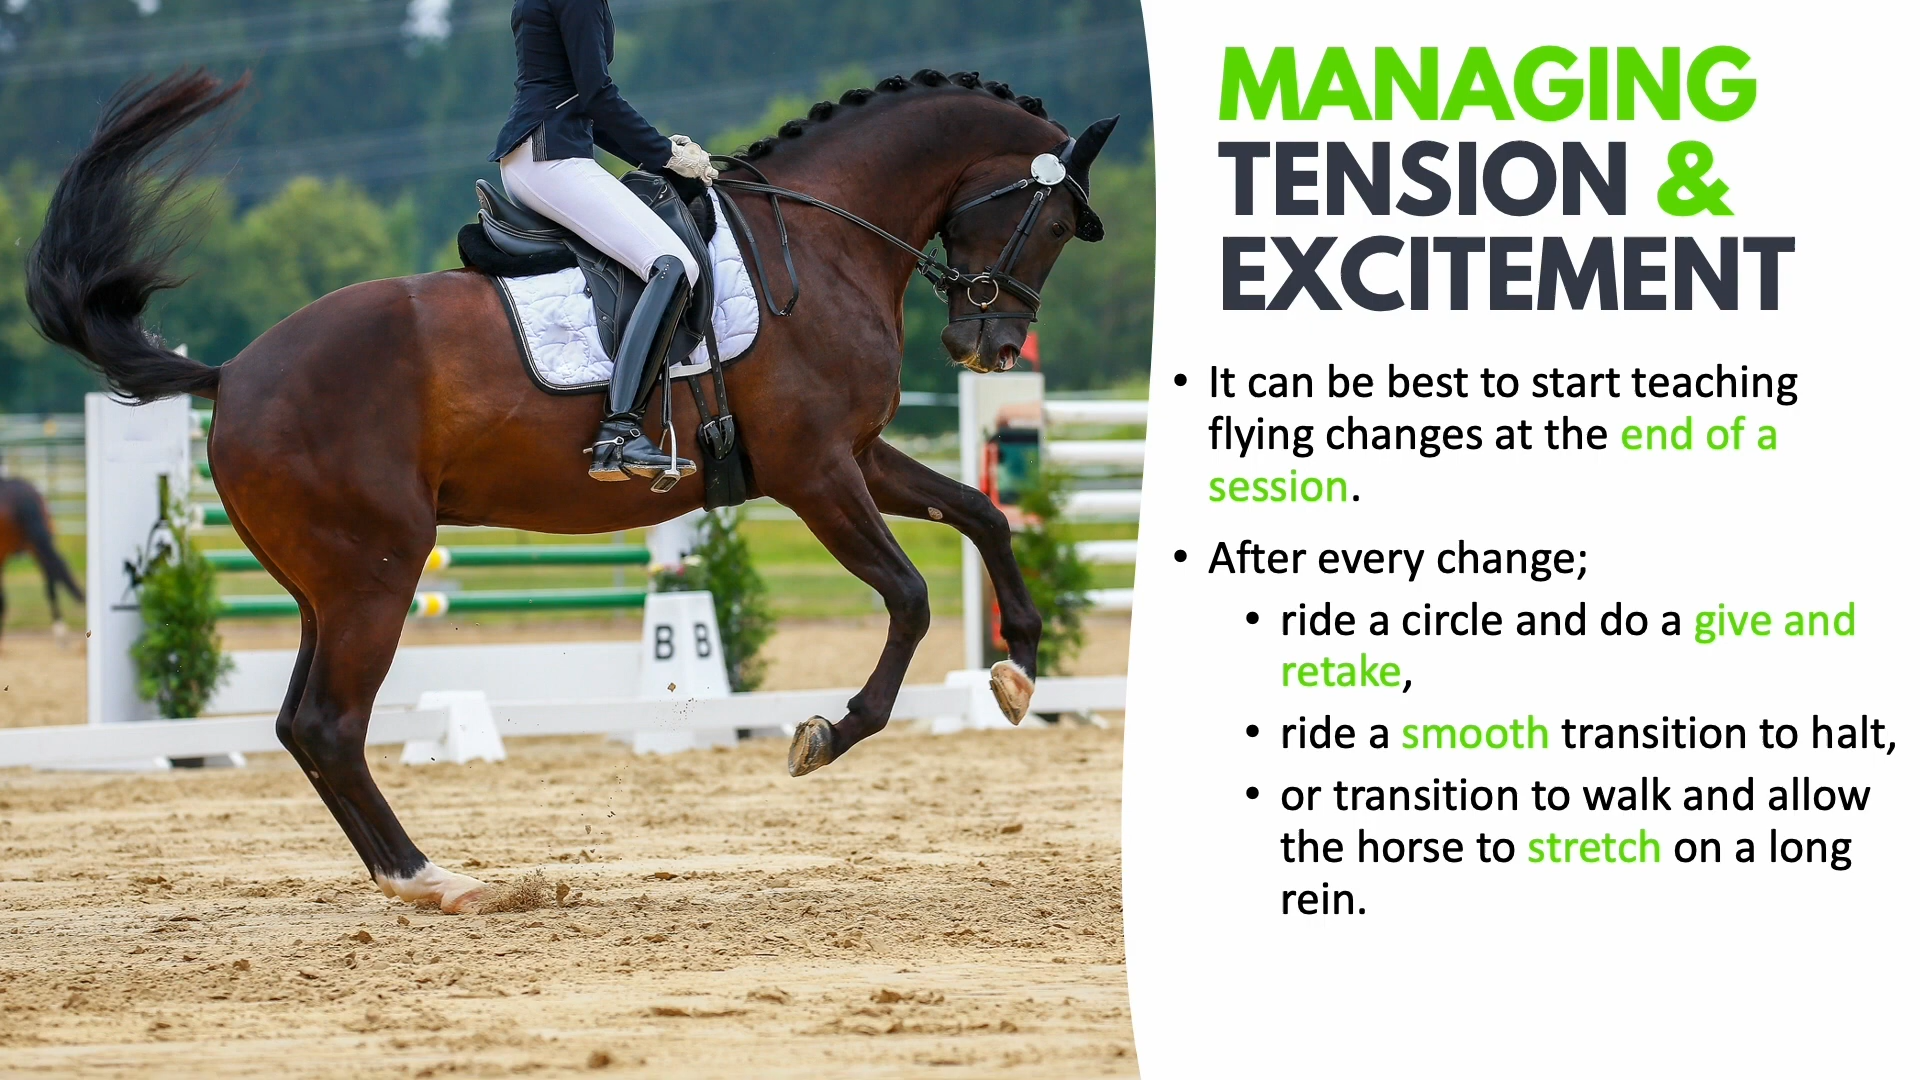 MANAGING
TENSION &
EXCITEMENT
• It can be best to start teaching
flying changes at the end of a
session.
• After every change;
• ride a circle and do a give and
retake,
• ride a smooth transition to halt,
• or transition to walk and allow
the horse to stretch on a long
rein.
B B